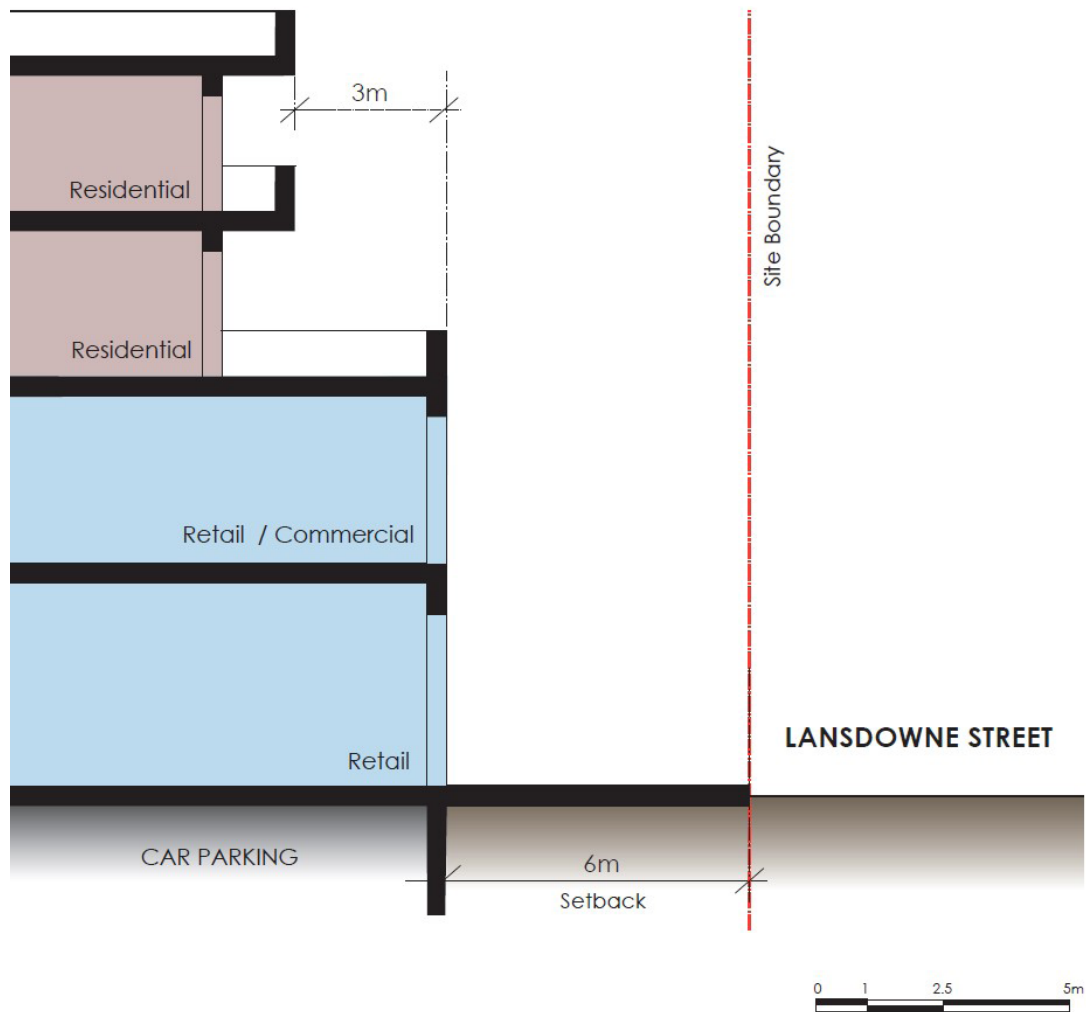 3m
Residential
Site Boundary
Residential
Retail / Commercial
LANSDOWNE STREET
Retail
CAR PARKING
6m
Setback
0 1 2.5 5m